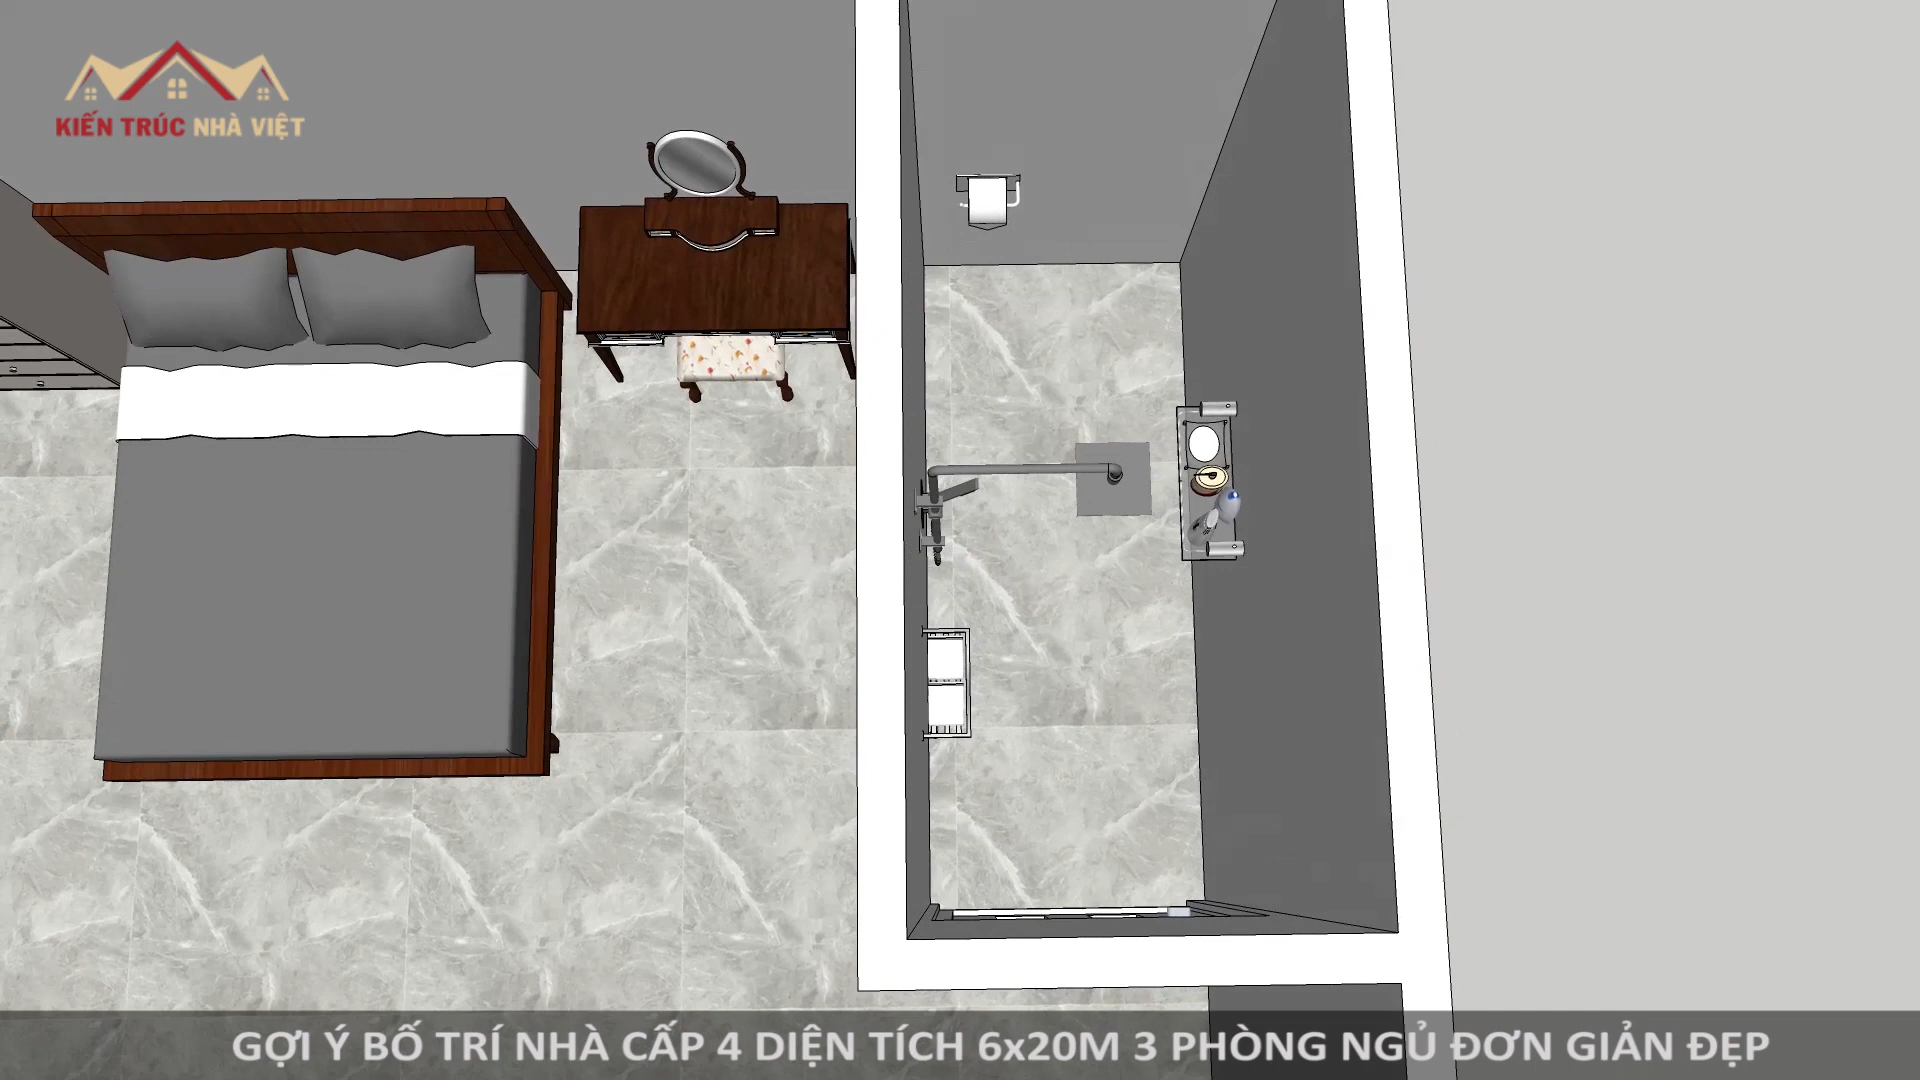 KIẾN TRÚC NHÀ VIỆT
GỢI Ý BỐ TRÍ NHÀ CẤP 4 DIỆN TÍCH 6x20M 3 PHÒNG NGỦ ĐƠN GIẢN ĐẸP